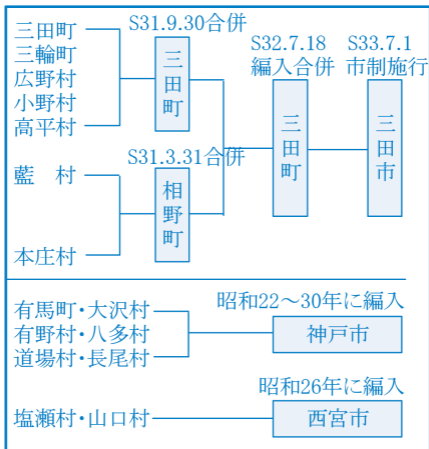 三田町
三輪町
広野村
小野村
高平村
S31.9.30合併
三田町
藍 村
本庄村
S31.3.31合併
相野町
S32.7.18
編入合併
三田町
S33.7.1
市制施行
三田市
有馬町・大沢村
有野村・八多村
道場村・長尾村
昭和22～30年に編入
神戸市
塩瀬村・山口村
昭和26年に編入
西宮市